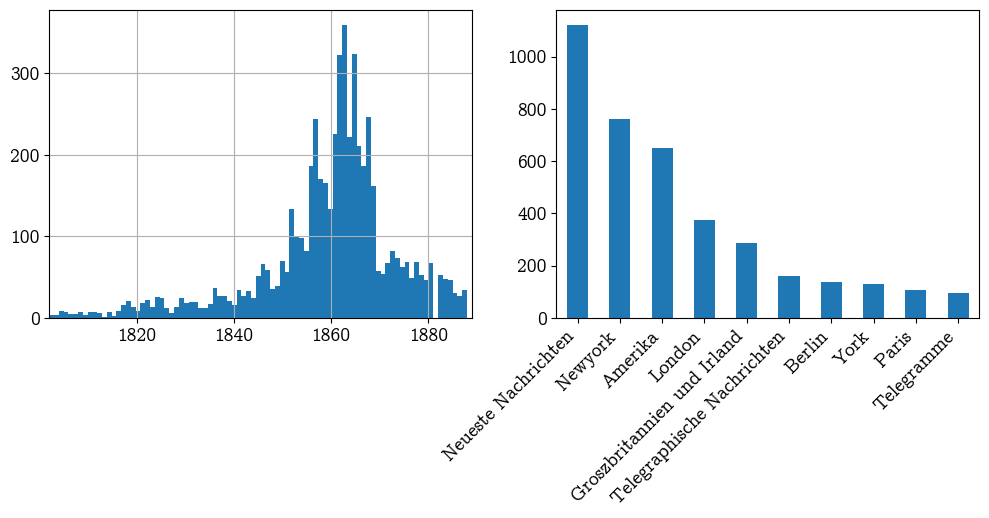 300
200
100
0
1820
1840
1860
1880
1000
800
600
400
200
0
Neueste Nachrichten
Newyork
Amerika
London
Groszbritannien und Irland
Telegraphische Nachrichten
Berlin
York
Paris
Telegramme